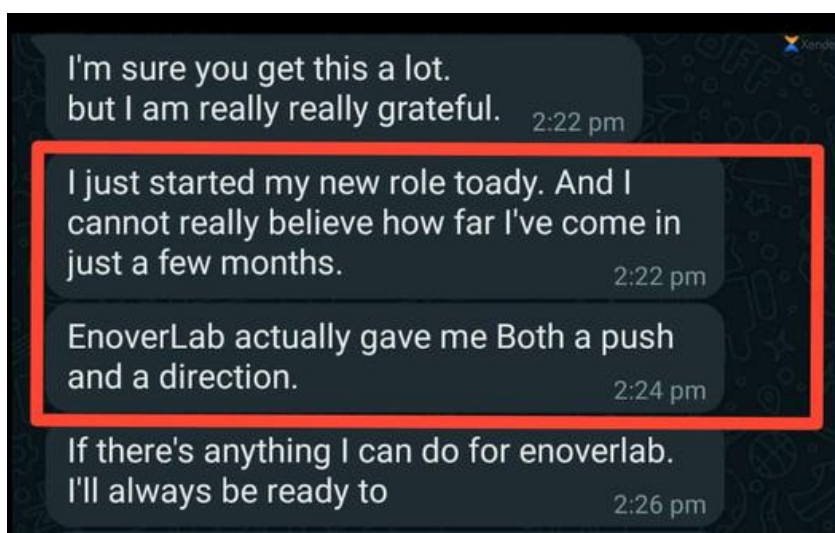 Xende
I'm sure you get this a lot.
but I am really really grateful. 2:22 pm
I just started my new role toady. And I
cannot really believe how far I've come in
just a few months. 2:22 pm
EnoverLab actually gave me Both a push
and a direction. 2:24 pm
If there's anything I can do for enoverlab.
I'll always be ready to 2:26 pm